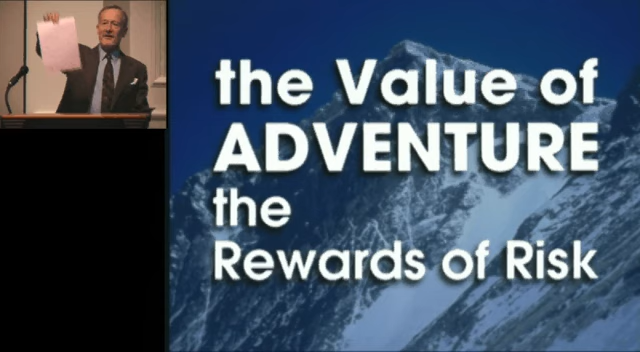 the Value of
ADVENTURE
the
Rewards of Risk